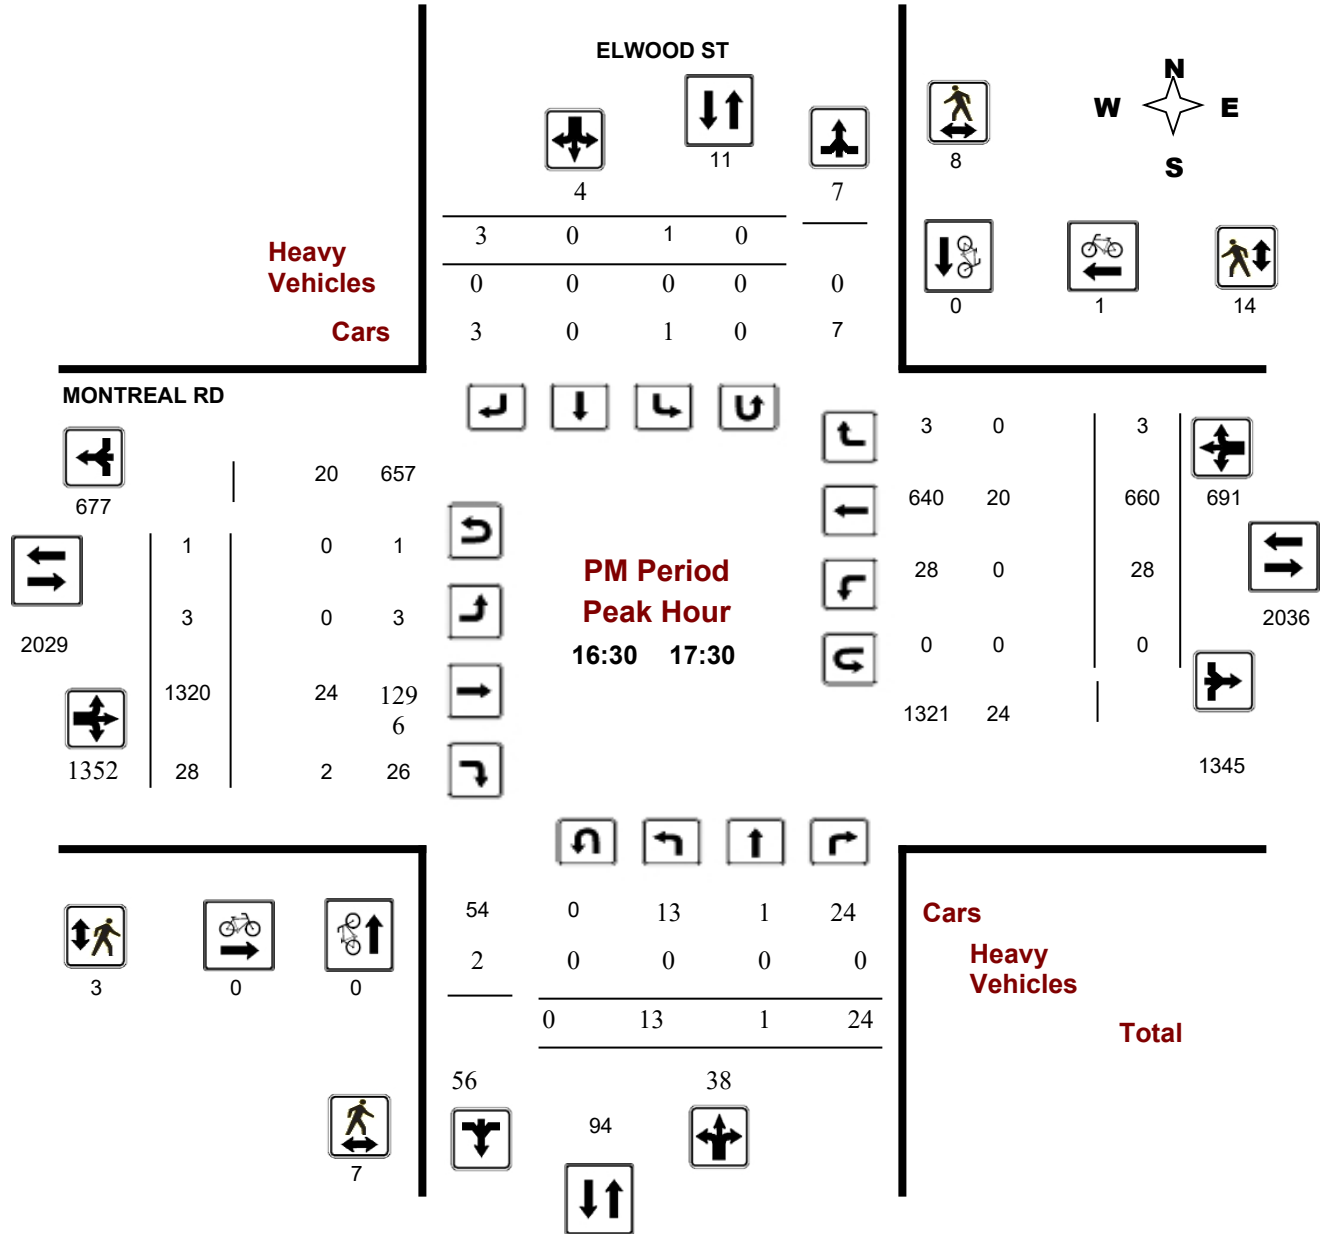 ELWOOD ST
N
W E
S
11
8
4 7
3 0 1 0
Heavy
Vehicles
0 0 0 0 0
Cars
3 0 1 0 7
0 1 14
MONTREAL RD
3 0 3
20 657
677
640 20 660 691
1 0 1
PM Period
28 0 28
Peak Hour
3 0 3
2036
2029
16:30 17:30
0 0 0
1320 24 129
6
1321 24
1352 28 2 26
1345
54 0 13 1 24
Cars
2 0 0 0 0
Heavy
Vehicles
3 0 0
0 13 1 24
Total
56 38
94
7